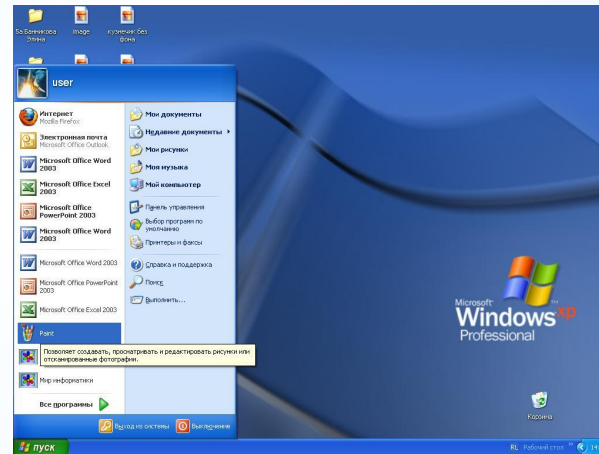 5а Банникова
Элина
image
кузнечик без
фона
user
Интернет
Mozilla Firefox
Электронная почта
Microsoft Office Outlook
Microsoft Office Word
2003
Microsoft Office Excel
2003
Microsoft Office
PowerPoint 2003
Microsoft Office Word
2003
Microsoft Office Word 2003
Microsoft Office PowerPoint
2003
Microsoft Office Excel 2003
Paint
Позволяет создавать, просматривать и редактировать рисунки или
отсканированные фотографии.
Мир информатики
Все программы
Мои документы
Недавние документы
Мои рисунки
Моя музыка
Мой компьютер
Панель управления
Выбор программ по
умолчанию
Принтеры и факсы
Справка и поддержка
Поиск
Выполнить...
Выход из системы
Выключение
Microsoft
Windows xp
Professional
Корзина
пуск
RL
Рабочий стол